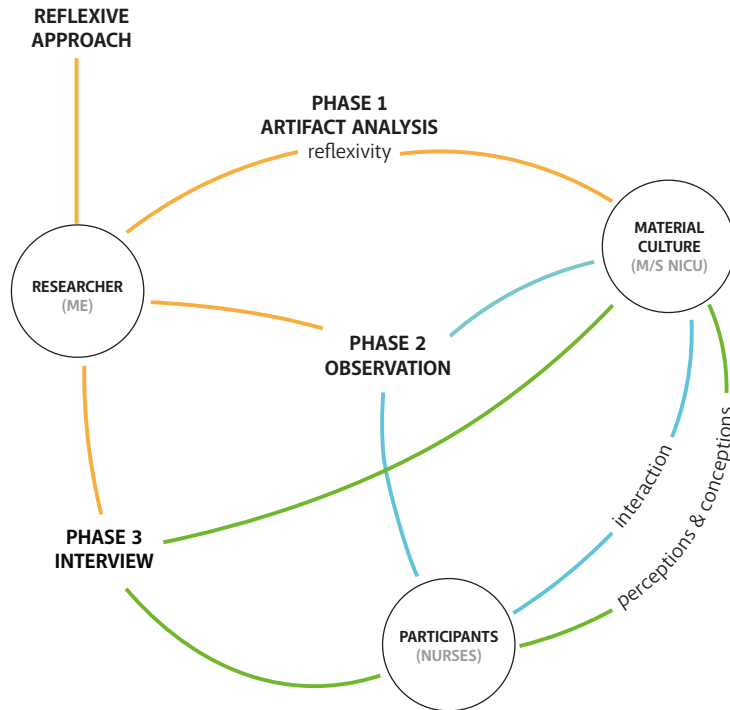 REFLEXIVE
APPROACH
PHASE 1
ARTIFACT ANALYSIS
reflexivity
MATERIAL
CULTURE
(M/S NICU)
RESEARCHER
(ME)
PHASE 2
OBSERVATION
interaction
perceptions & conceptions
PHASE 3
INTERVIEW
PARTICIPANTS
(NURSES)